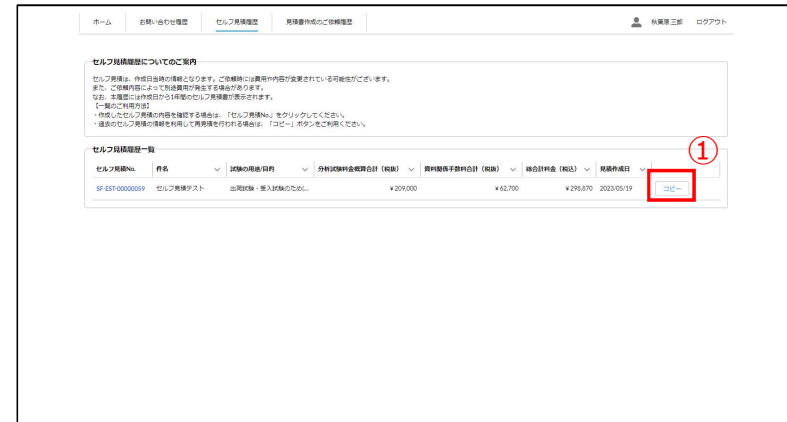 ホーム お問い合わせ履歴 セルフ見積履歴 見積書作成のご依頼履歴 秋葉原三郎 ログアウト
セルフ見積履歴についてのご案内
セルフ見積は、作成日当時の情報となります。ご依頼時には費用や内容が変更されている可能性がございます。
また、ご依頼内容によって別途費用が発生する場合があります。
なお、本履歴には作成日から1年間のセルフ見積書が表示されます。
【一覧のご利用方法】
・作成したセルフ見積の内容を確認する場合は、「セルフ見積No.」をクリックしてください。
・過去のセルフ見積の情報を利用して再見積を行われる場合は、「コピー」ボタンをご利用ください。
セルフ見積履歴一覧
①
セルフ見積No. 件名 試験の用途/目的 分析試験料金概算合計（税抜） 資料関係手数料合計（税抜） 総合計料金（税込） 見積作成日
SF-EST-00000059 セルフ見積テスト 出荷試験・受入試験のため(... ¥209,000 ¥62,700 ¥298,870 2023/05/19 コピー